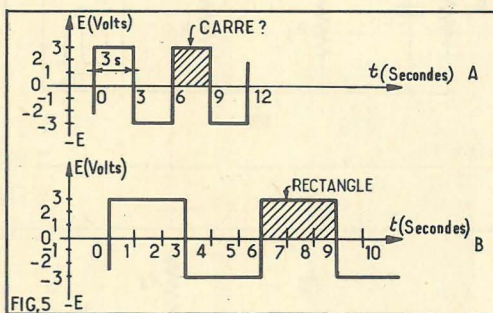 E(Volts)
CARRE?
3
2
1
0
-1
-2
-3
-E
3 s
0 3 6 9 12
t(Secondes) A
E(Volts)
RECTANGLE
3
2
1
0
-1
-2
-3
-E
0 1 2 3 4 5 6 7 8 9 10
t(Secondes) B
FIG,5